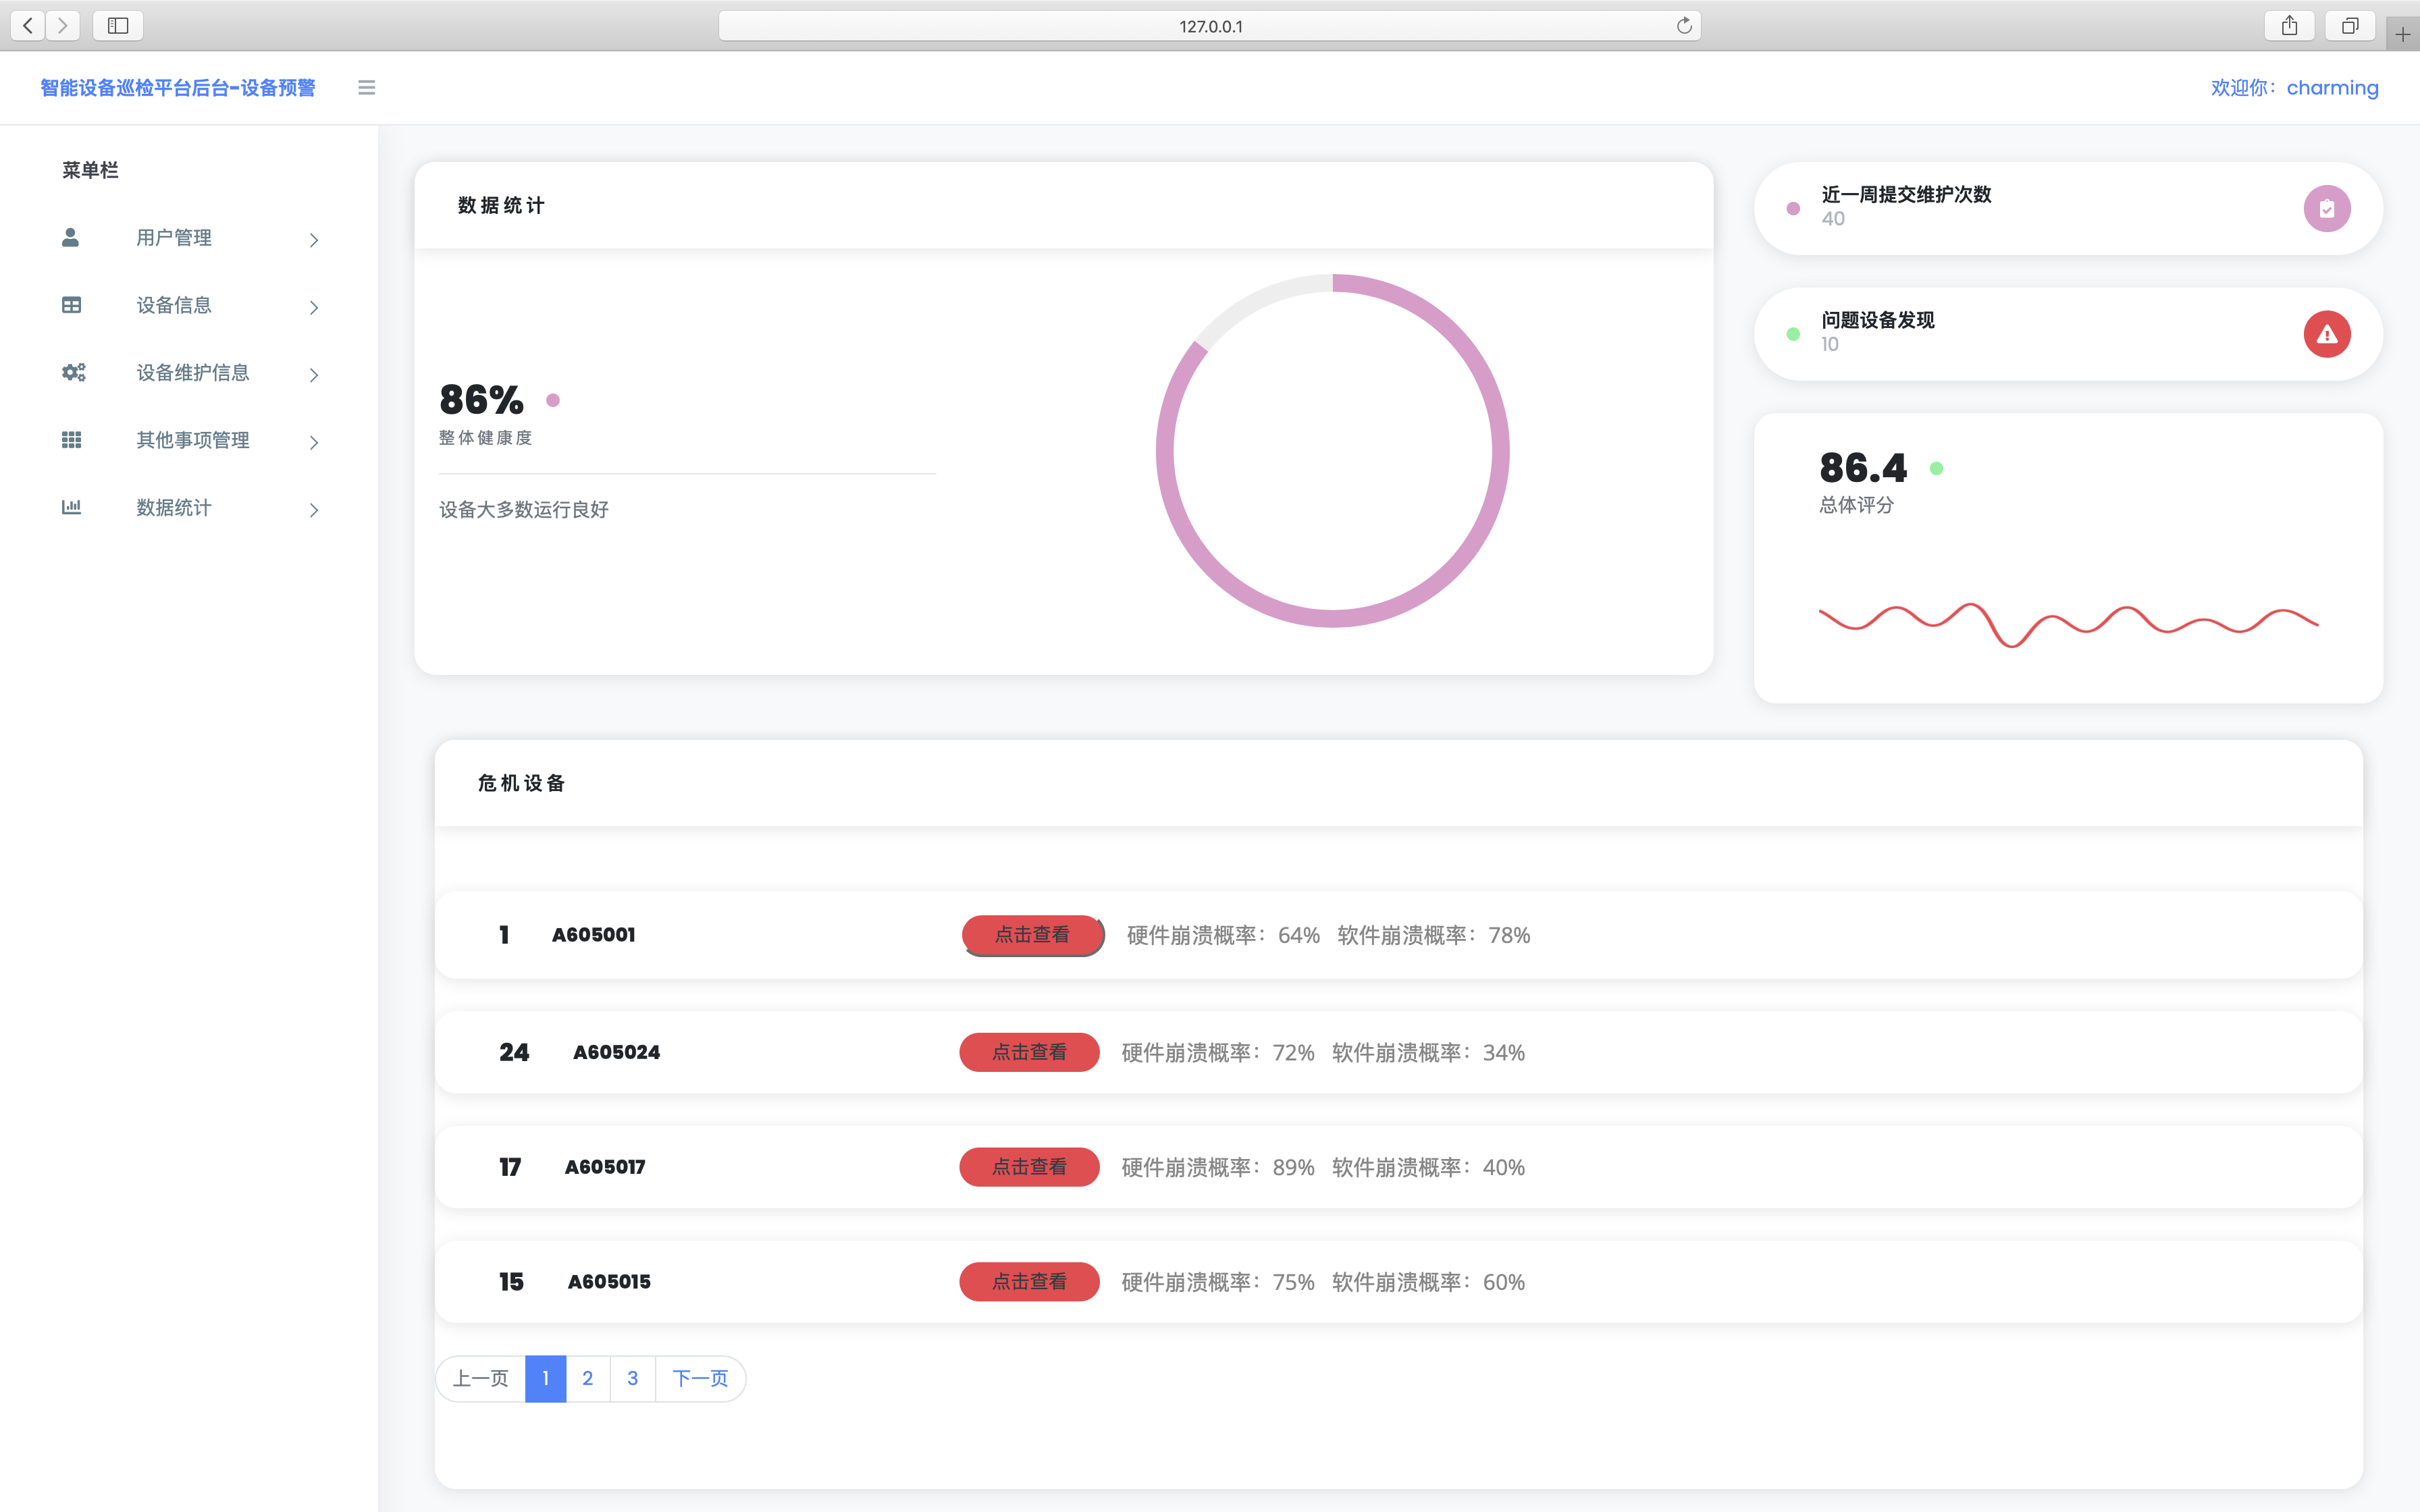 127.0.0.1
智能设备巡检平台后台-设备预警
欢迎你：charming
菜单栏
用户管理
设备信息
设备维护信息
其他事项管理
数据统计
数据统计
86%
整体健康度
设备大多数运行良好
近一周提交维护次数
40
问题设备发现
10
86.4
总体评分
危机设备
1 A605001 点击查看 硬件崩溃概率：64% 软件崩溃概率：78%
24 A605024 点击查看 硬件崩溃概率：72% 软件崩溃概率：34%
17 A605017 点击查看 硬件崩溃概率：89% 软件崩溃概率：40%
15 A605015 点击查看 硬件崩溃概率：75% 软件崩溃概率：60%
上一页 1 2 3 下一页